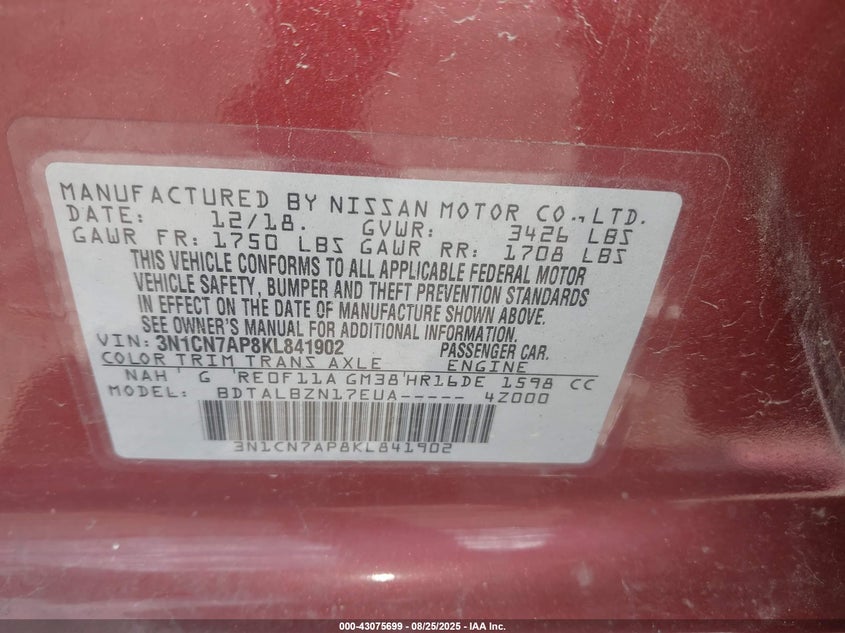 MANUFACTURED BY NISSAN MOTOR CO.,LTD.
DATE: 12/18. GVWR: 3426 LBS
GAWR FR: 1750 LBS GAWR RR: 1708 LBS
THIS VEHICLE CONFORMS TO ALL APPLICABLE FEDERAL MOTOR
VEHICLE SAFETY, BUMPER AND THEFT PREVENTION STANDARDS
IN EFFECT ON THE DATE OF MANUFACTURE SHOWN ABOVE.
SEE OWNER'S MANUAL FOR ADDITIONAL INFORMATION.
VIN: 3N1CN7AP8KL841902 PASSENGER CAR.
COLOR TRIM TRANS AXLE ENGINE
NAH G RE0F11A GM38 HR16DE 1598 CC
MODEL: BDTALBZN17EUA----- 4Z000
3N1CN7AP8KL841902
000-43075699 - 08/25/2025 - IAA Inc.